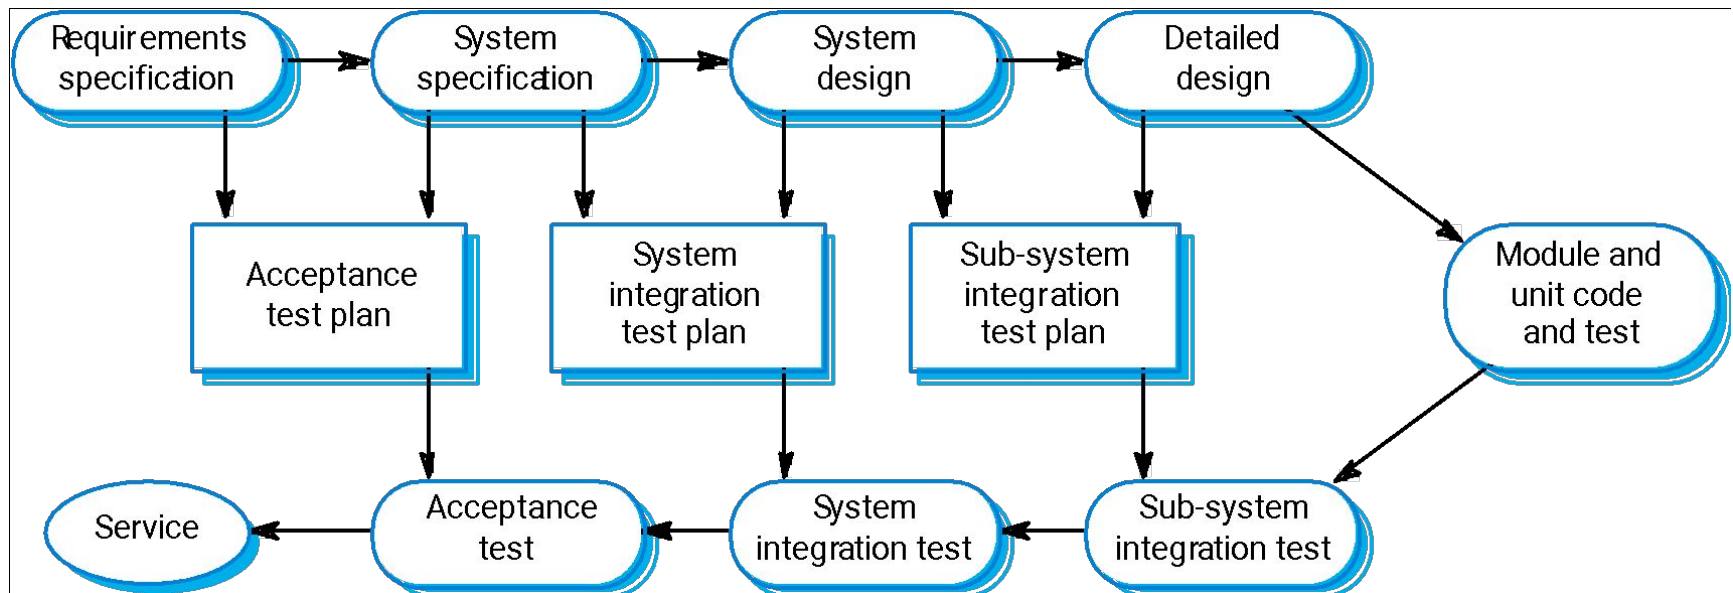 Requirements
specification
System
specification
System
design
Detailed
design
Acceptance
test plan
System
integration
test plan
Sub-system
integration
test plan
Module and
unit code
and test
Service
Acceptance
test
System
integration test
Sub-system
integration test